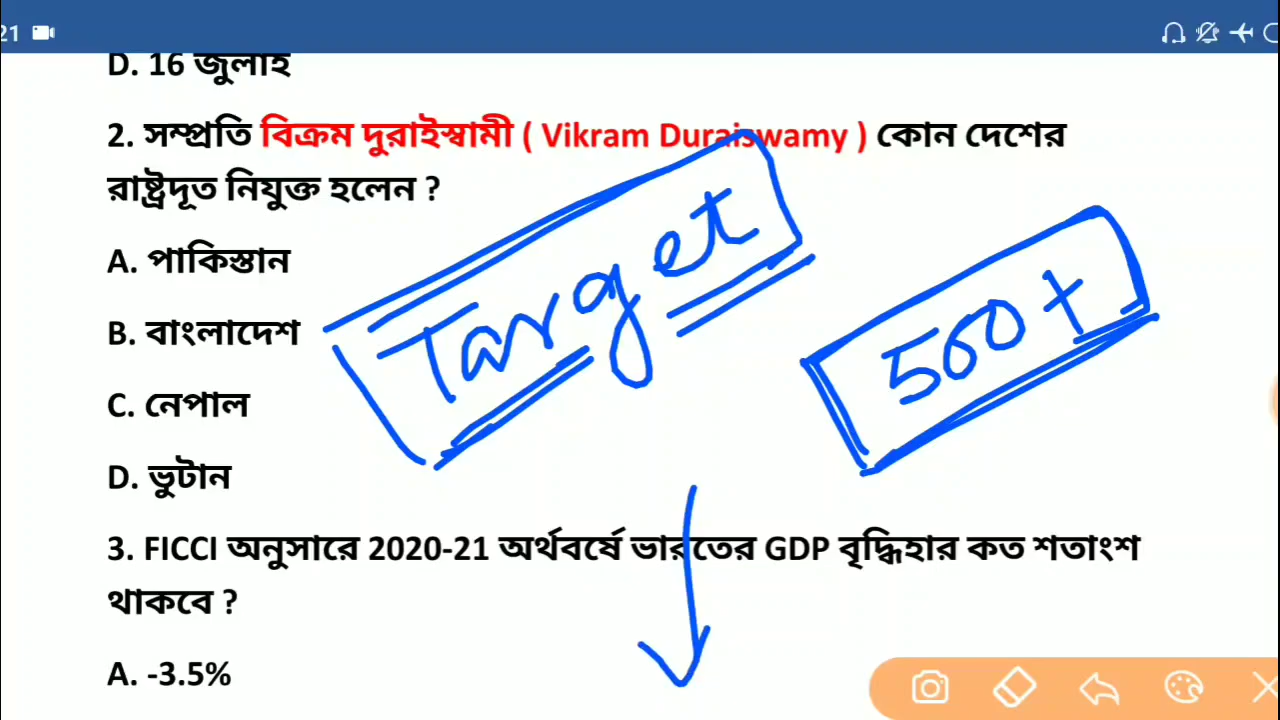 21
D. 16 জুলাই
2. সম্প্রতি বিক্রম দুরাইস্বামী ( Vikram Duraiswamy ) কোন দেশের
রাষ্ট্রদূত নিযুক্ত হলেন ?
A. পাকিস্তান
B. বাংলাদেশ
C. নেপাল
D. ভুটান
Target
500+
3. FICCI অনুসারে 2020-21 অর্থবর্ষে ভারতের GDP বৃদ্ধিহার কত শতাংশ
থাকবে ?
A. -3.5%